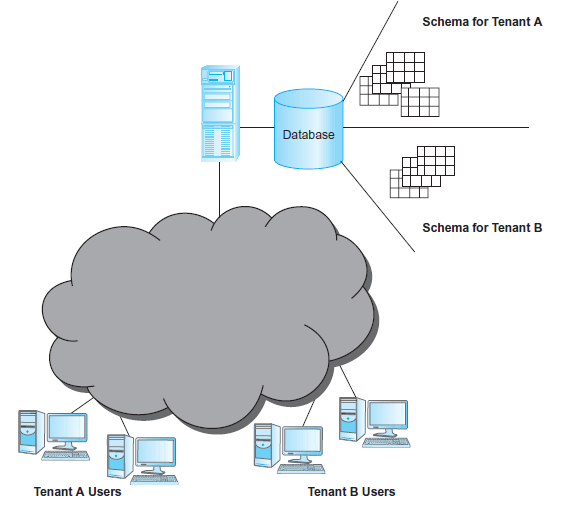 Schema for Tenant A
Database
Schema for Tenant B
Tenant A Users
Tenant B Users